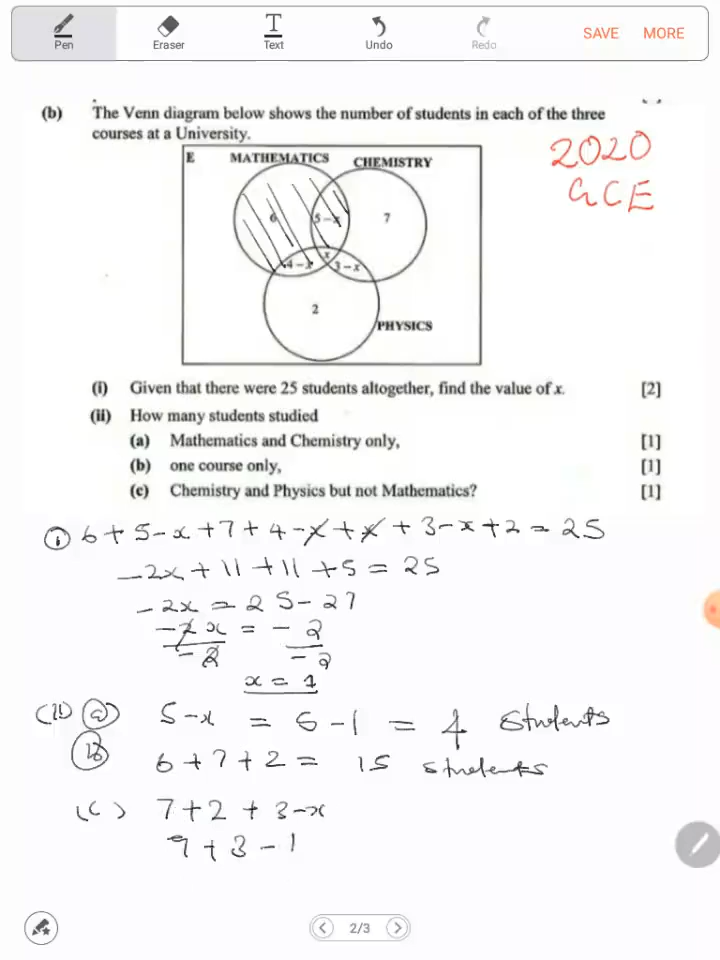 Pen Eraser Text Undo Redo SAVE MORE
(b) The Venn diagram below shows the number of students in each of the three
courses at a University.
2020
GCE
E MATHEMATICS CHEMISTRY
6 5-x 7
x
4-x 3-x
2
PHYSICS
(i) Given that there were 25 students altogether, find the value of x. [2]
(ii) How many students studied
(a) Mathematics and Chemistry only, [1]
(b) one course only, [1]
(c) Chemistry and Physics but not Mathematics? [1]
(i) 6+5-x+7+4-x+x+3-x+2=25
-2x+11+11+5=25
-2x=25-27
-2x = -2
-2 -2
x = 1
(ii) (a) 5-x = 5-1 = 4 students
(b) 6+7+2= 15 students
(c) 7+2+3-x
9+3-1
2/3